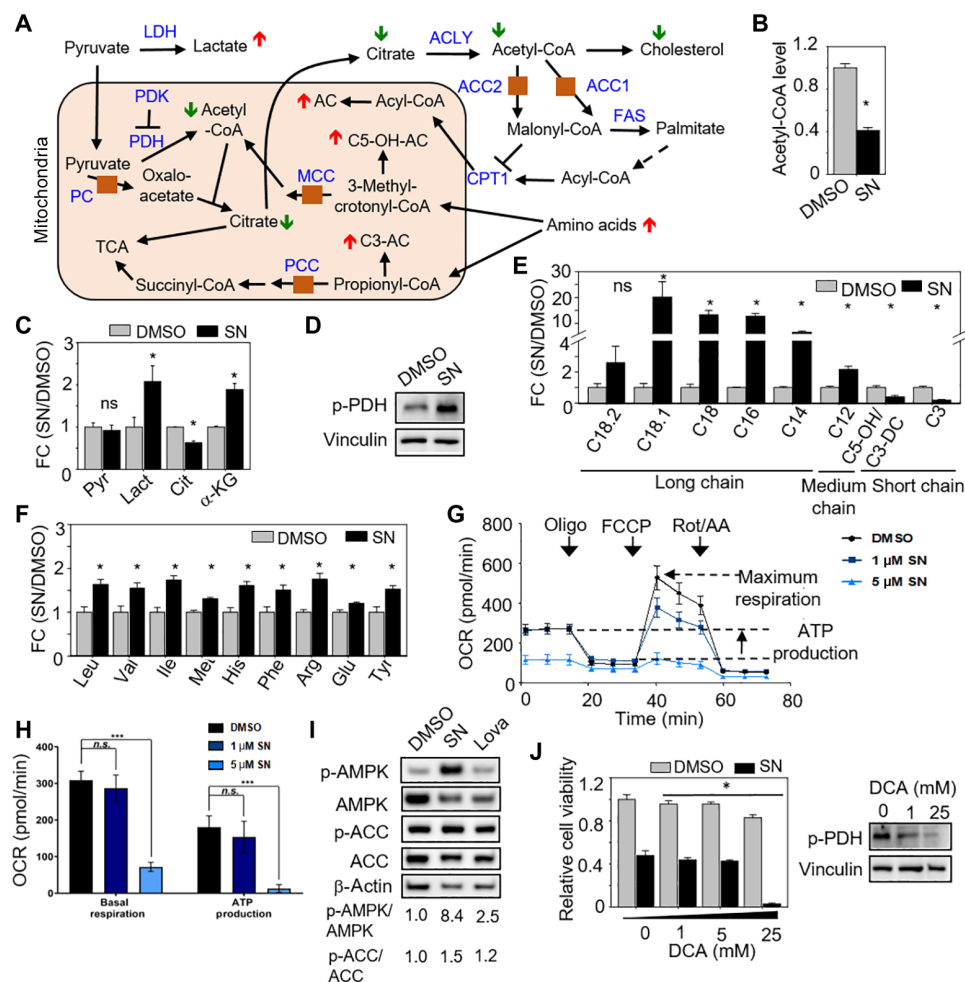 A
Pyruvate
LDH
Lactate
Citrate
ACLY
Acetyl-CoA
Cholesterol
ACC2
ACC1
Malonyl-CoA
FAS
Palmitate
Acyl-CoA
CPT1
Amino acids
Mitochondria
PDK
PDH
Acetyl
-CoA
Pyruvate
PC
Oxalo-
acetate
Citrate
TCA
AC
Acyl-CoA
C5-OH-AC
MCC
3-Methyl-
crotonyl-CoA
C3-AC
PCC
Succinyl-CoA
Propionyl-CoA
B
Acetyl-CoA level
1.2
0.8
0.4
0
*
DMSO
SN
C
DMSO
SN
FC (SN/DMSO)
3
2
1
0
ns
*
*
*
Pyr
Lact
Cit
α-KG
D
DMSO
SN
p-PDH
Vinculin
E
DMSO
SN
FC (SN/DMSO)
30
20
10
4
2
0
ns
*
*
*
*
*
*
*
C18.2
C18.1
C18
C16
C14
C12
C5-OH/
C3-DC
C3
Long chain
Medium
chain
Short chain
F
DMSO
SN
FC (SN/DMSO)
3
2
1
0
*
*
*
*
*
*
*
*
*
Leu
Val
Ile
Met
His
Phe
Arg
Glu
Tyr
G
Oligo
FCCP
Rot/AA
DMSO
1 µM SN
5 µM SN
Maximum
respiration
ATP
production
OCR (pmol/min)
800
600
400
200
0
0
20
40
60
80
Time (min)
H
DMSO
1 µM SN
5 µM SN
OCR (pmol/min)
400
300
200
100
0
***
n.s.
***
n.s.
Basal
respiration
ATP
production
I
DMSO
SN
Lova
p-AMPK
AMPK
p-ACC
ACC
β-Actin
p-AMPK/
AMPK
1.0 8.4 2.5
p-ACC/
ACC
1.0 1.5 1.2
J
DMSO
SN
Relative cell viability
1.2
0.8
0.4
0
*
0
1
5
25
DCA (mM)
DCA (mM)
0 1 25
p-PDH
Vinculin